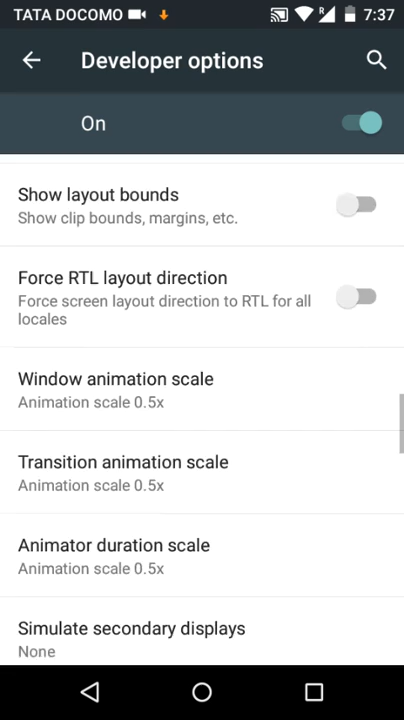 TATA DOCOMO R 7:37
Developer options
On
Show layout bounds
Show clip bounds, margins, etc.
Force RTL layout direction
Force screen layout direction to RTL for all
locales
Window animation scale
Animation scale 0.5x
Transition animation scale
Animation scale 0.5x
Animator duration scale
Animation scale 0.5x
Simulate secondary displays
None